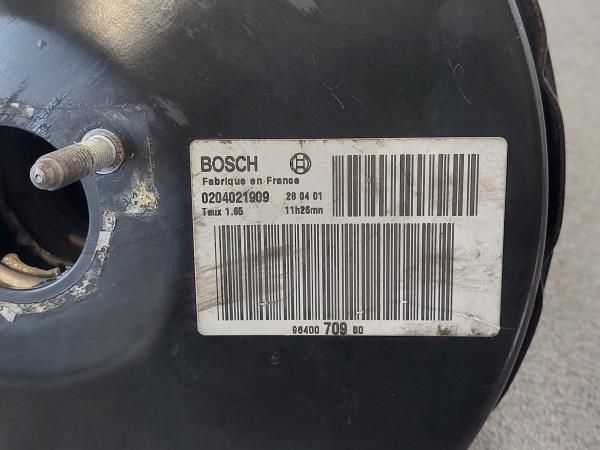 BOSCH
Fabrique en France
0204021909 28 04 01
Taux 1.65 11h26mn
96400 709 80